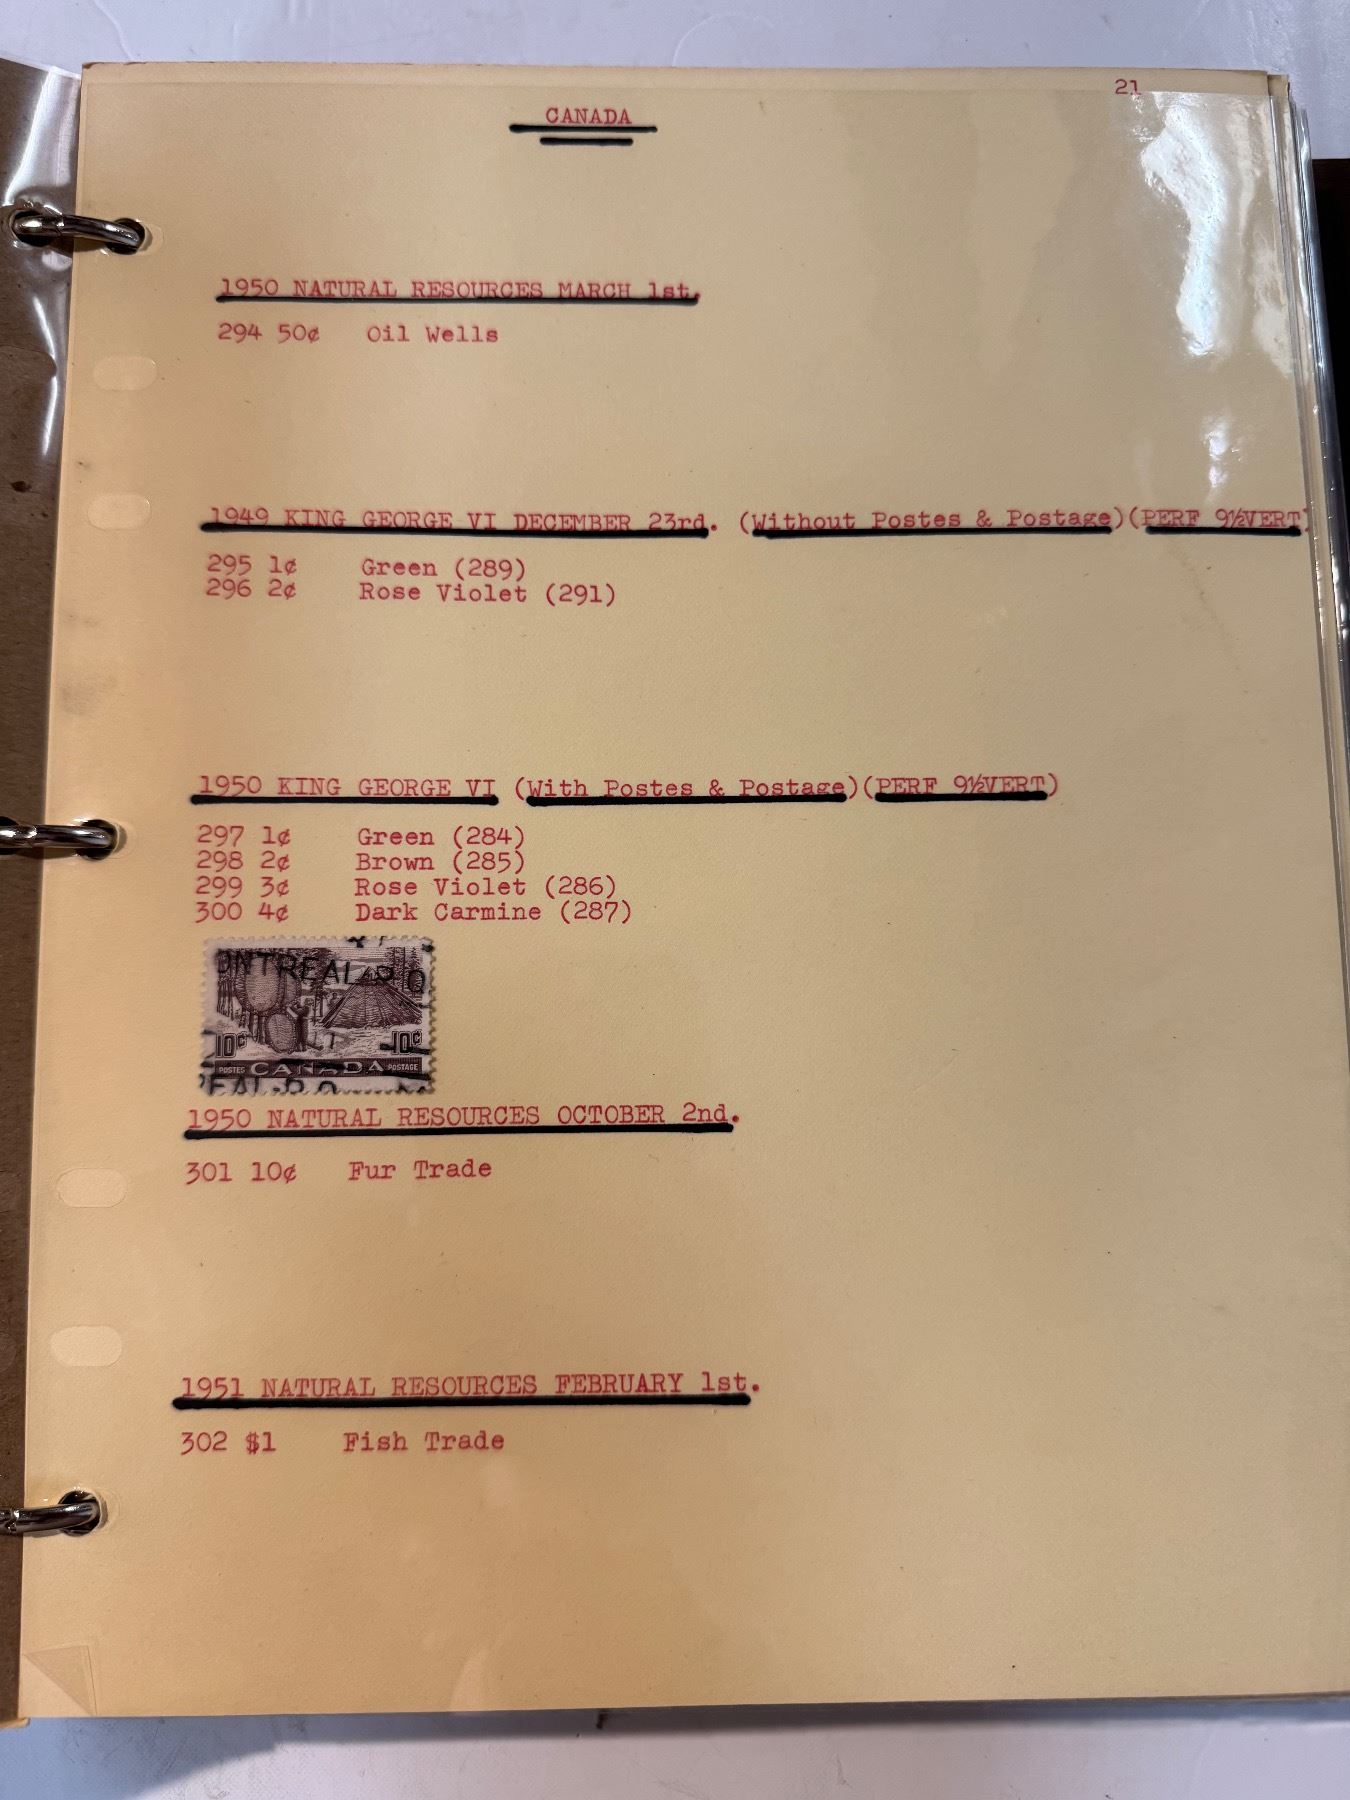 21
CANADA
1950 NATURAL RESOURCES MARCH 1st.
294 50¢ Oil Wells
1949 KING GEORGE VI DECEMBER 23rd. (Without Postes & Postage)(PERF 9½VERT)
295 1¢ Green (289)
296 2¢ Rose Violet (291)
1950 KING GEORGE VI (With Postes & Postage)(PERF 9½VERT)
297 1¢ Green (284)
298 2¢ Brown (285)
299 3¢ Rose Violet (286)
300 4¢ Dark Carmine (287)
ONTREAL P Q
10¢ 10¢
POSTES CANADA POSTAGE
REAL P.Q
1950 NATURAL RESOURCES OCTOBER 2nd.
301 10¢ Fur Trade
1951 NATURAL RESOURCES FEBRUARY 1st.
302 $1 Fish Trade